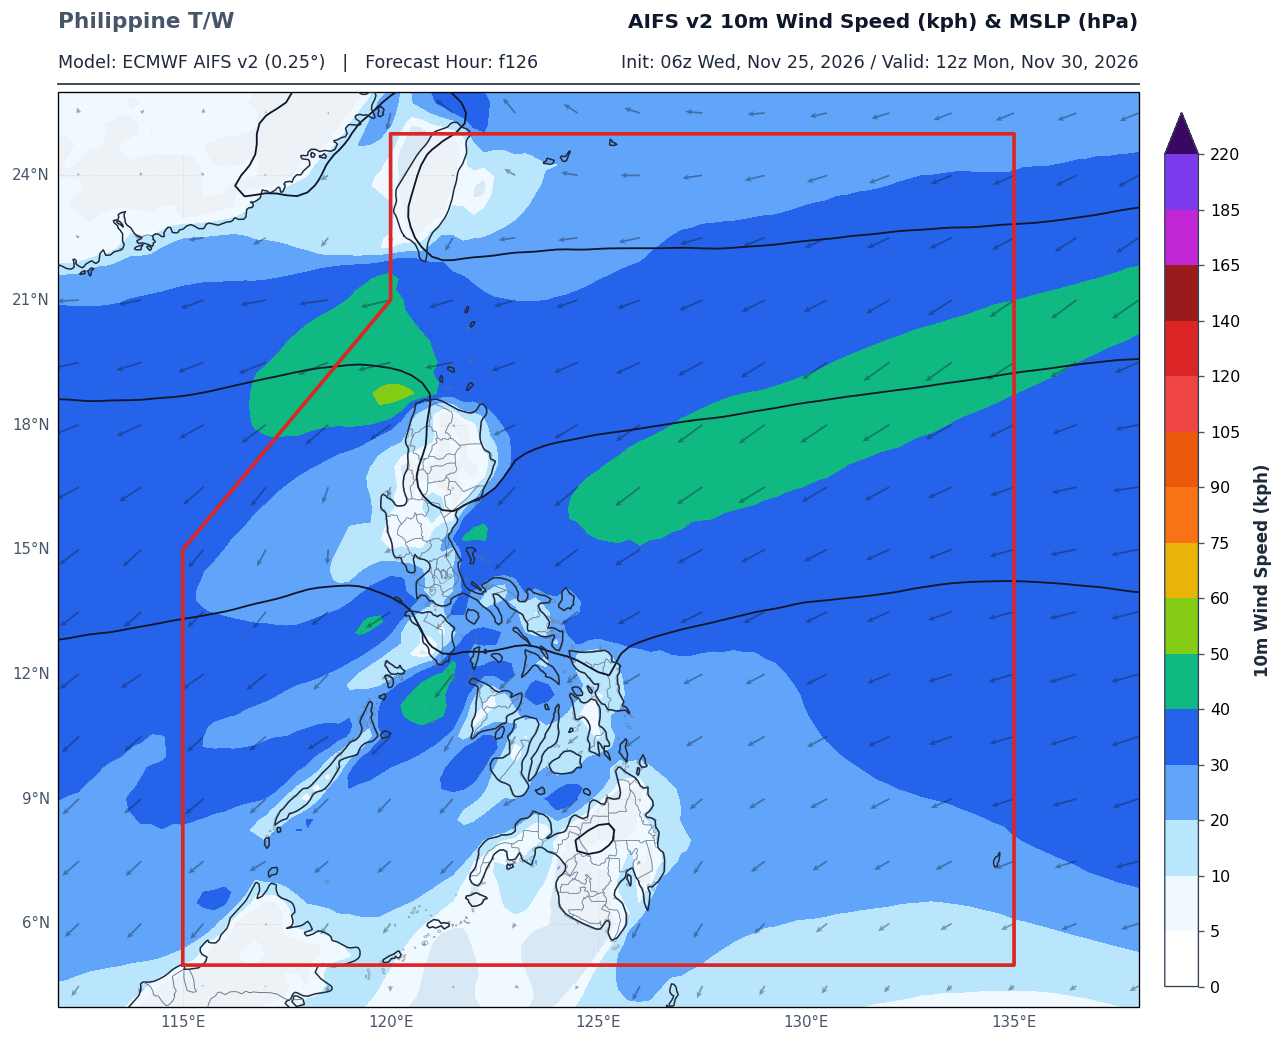 Philippine T/W
AIFS v2 10m Wind Speed (kph) & MSLP (hPa)
Model: ECMWF AIFS v2 (0.25°)   |   Forecast Hour: f126
Init: 06z Wed, Nov 25, 2026 / Valid: 12z Mon, Nov 30, 2026
24°N
21°N
18°N
15°N
12°N
9°N
6°N
115°E
120°E
125°E
130°E
135°E
220
185
165
140
120
105
90
75
60
50
40
30
20
10
5
0
10m Wind Speed (kph)